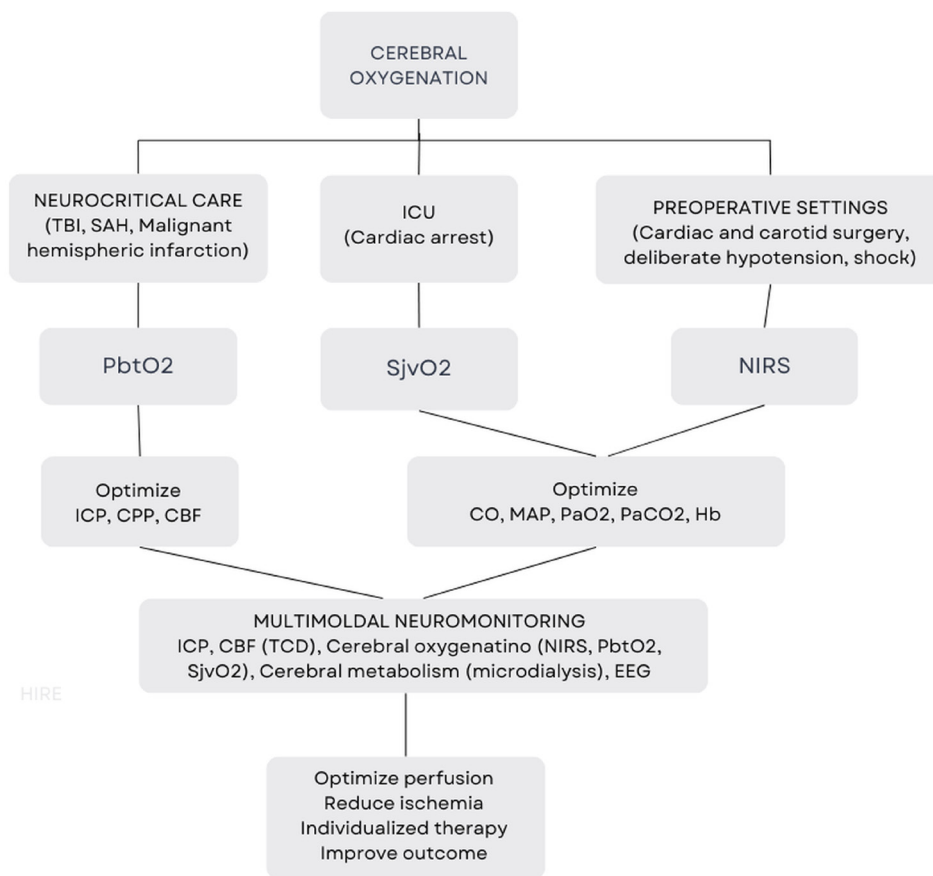 CEREBRAL
OXYGENATION
NEUROCRITICAL CARE
(TBI, SAH, Malignant
hemispheric infarction)
ICU
(Cardiac arrest)
PREOPERATIVE SETTINGS
(Cardiac and carotid surgery,
deliberate hypotension, shock)
PbtO2
SjvO2
NIRS
Optimize
ICP, CPP, CBF
Optimize
CO, MAP, PaO2, PaCO2, Hb
MULTIMOLDAL NEUROMONITORING
ICP, CBF (TCD), Cerebral oxygenatino (NIRS, PbtO2,
SjvO2), Cerebral metabolism (microdialysis), EEG
HIRE
Optimize perfusion
Reduce ischemia
Individualized therapy
Improve outcome